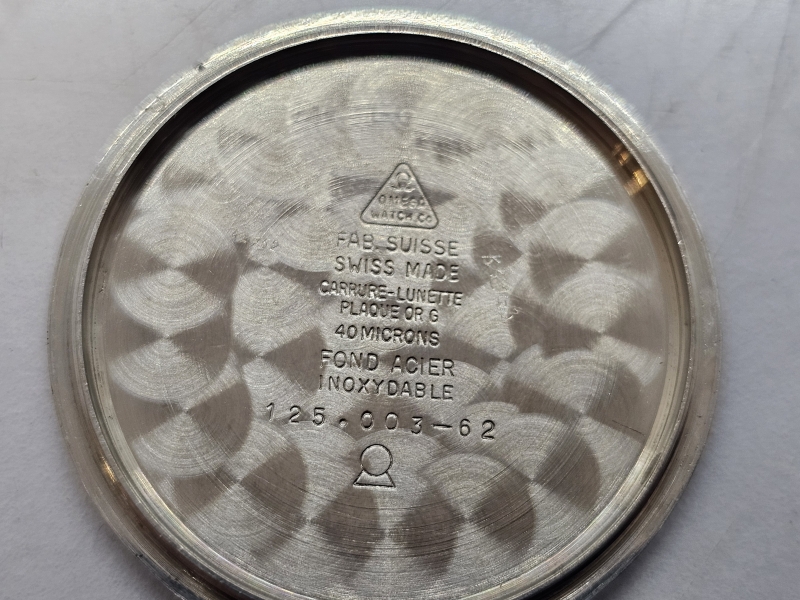 OMEGA
WATCH Co
FAB. SUISSE
SWISS MADE
CARRURE-LUNETTE
PLAQUE OR G
40 MICRONS
FOND ACIER
INOXYDABLE
125.003-62